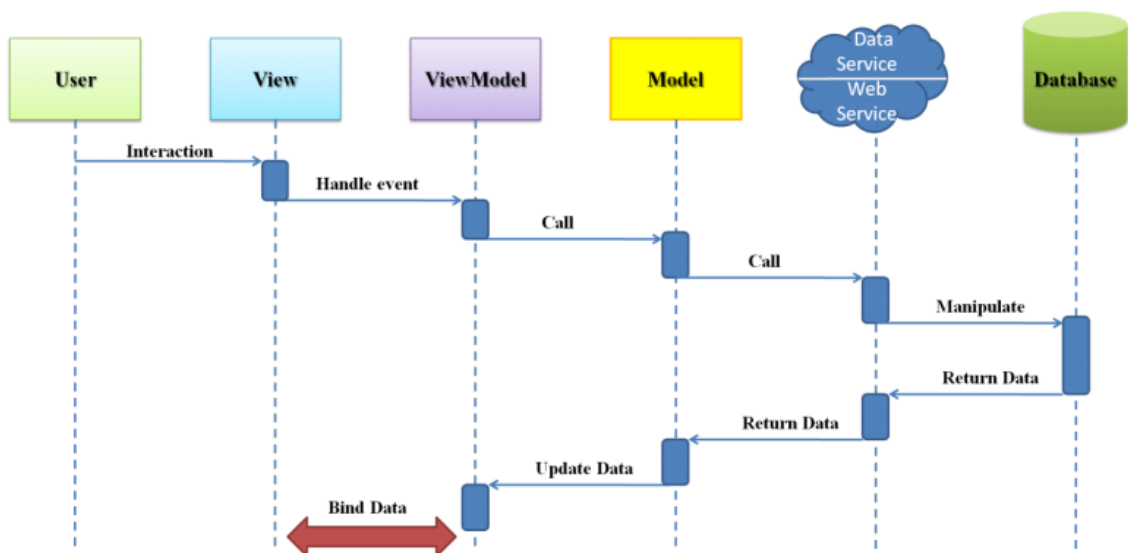 User
View
ViewModel
Model
Data
Service
Web
Service
Database
Interaction
Handle event
Call
Call
Manipulate
Return Data
Return Data
Update Data
Bind Data